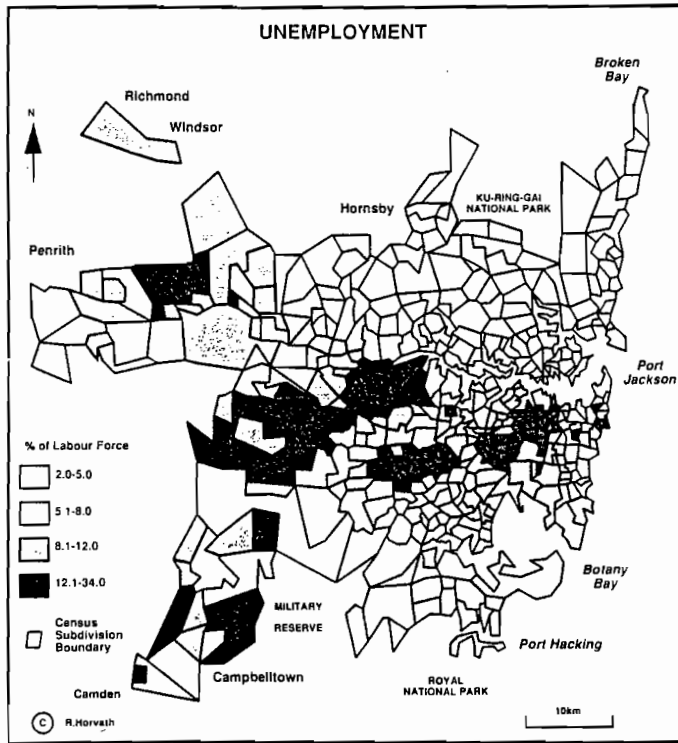 UNEMPLOYMENT
Broken
Bay
Richmond
N
Windsor
Hornsby
KU-RING-GAI
NATIONAL PARK
Penrith
Port
Jackson
% of Labour Force
2.0-5.0
5 1-8.0
8.1-12.0
12.1-34.0
Census
Subdivision
Boundary
Botany
Bay
MILITARY
RESERVE
Port Hacking
Campbelltown
Camden
ROYAL
NATIONAL PARK
C R.Horvath
10km